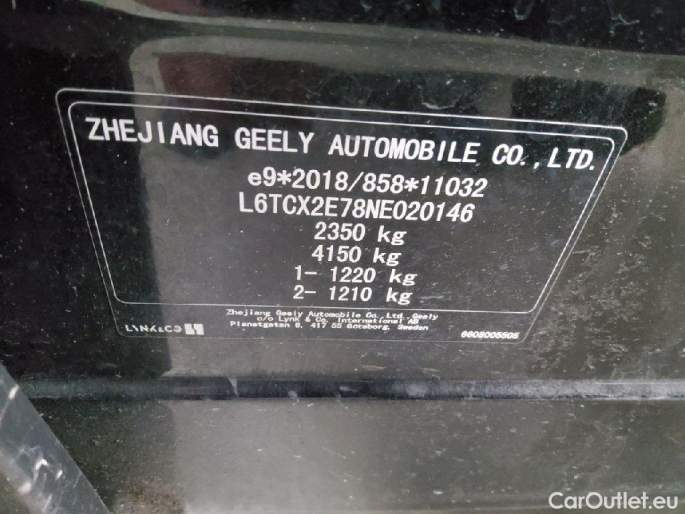 ZHEJIANG GEELY AUTOMOBILE CO.,LTD.
e9*2018/858*11032
L6TCX2E78NE020146
2350 kg
4150 kg
1- 1220 kg
2- 1210 kg
LYNK&CO
Zhejiang Geely Automobile Co., Ltd. Geely
c/o Lynk & Co. International AB
Planetgatan 6, 417 55 Göteborg, Sweden
6608005505
CarOutlet.eu